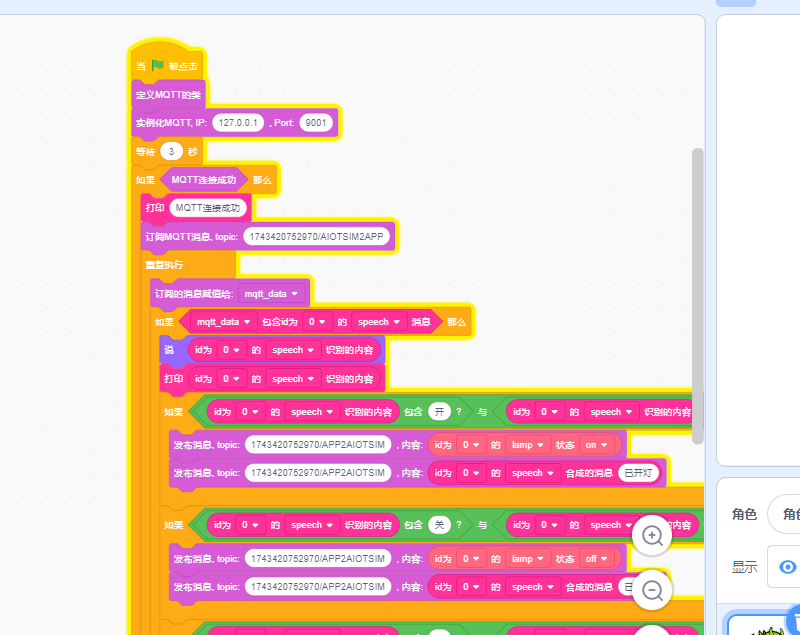 当 被点击
定义MQTT的类
实例化MQTT, IP: 127.0.0.1 , Port: 9001
等待 3 秒
如果 MQTT连接成功 那么
打印 MQTT连接成功
订阅MQTT消息, topic: 1743420752970/AIOTSIM2APP
重复执行
订阅的消息赋值给: mqtt_data
如果 mqtt_data 包含id为 0 的 speech 消息 那么
说 id为 0 的 speech 识别的内容
打印 id为 0 的 speech 识别的内容
如果 id为 0 的 speech 识别的内容 包含 开 ? 与 id为 0 的 speech 识别的内容
发布消息, topic: 1743420752970/APP2AIOTSIM , 内容: id为 0 的 lamp 状态 on
发布消息, topic: 1743420752970/APP2AIOTSIM , 内容: id为 0 的 speech 合成的消息 已开灯
如果 id为 0 的 speech 识别的内容 包含 关 ? 与 id为 0 的 speech 内容
发布消息, topic: 1743420752970/APP2AIOTSIM , 内容: id为 0 的 lamp 状态 off
发布消息, topic: 1743420752970/APP2AIOTSIM , 内容: id为 0 的 speech 合成的消息
角色 角
显示